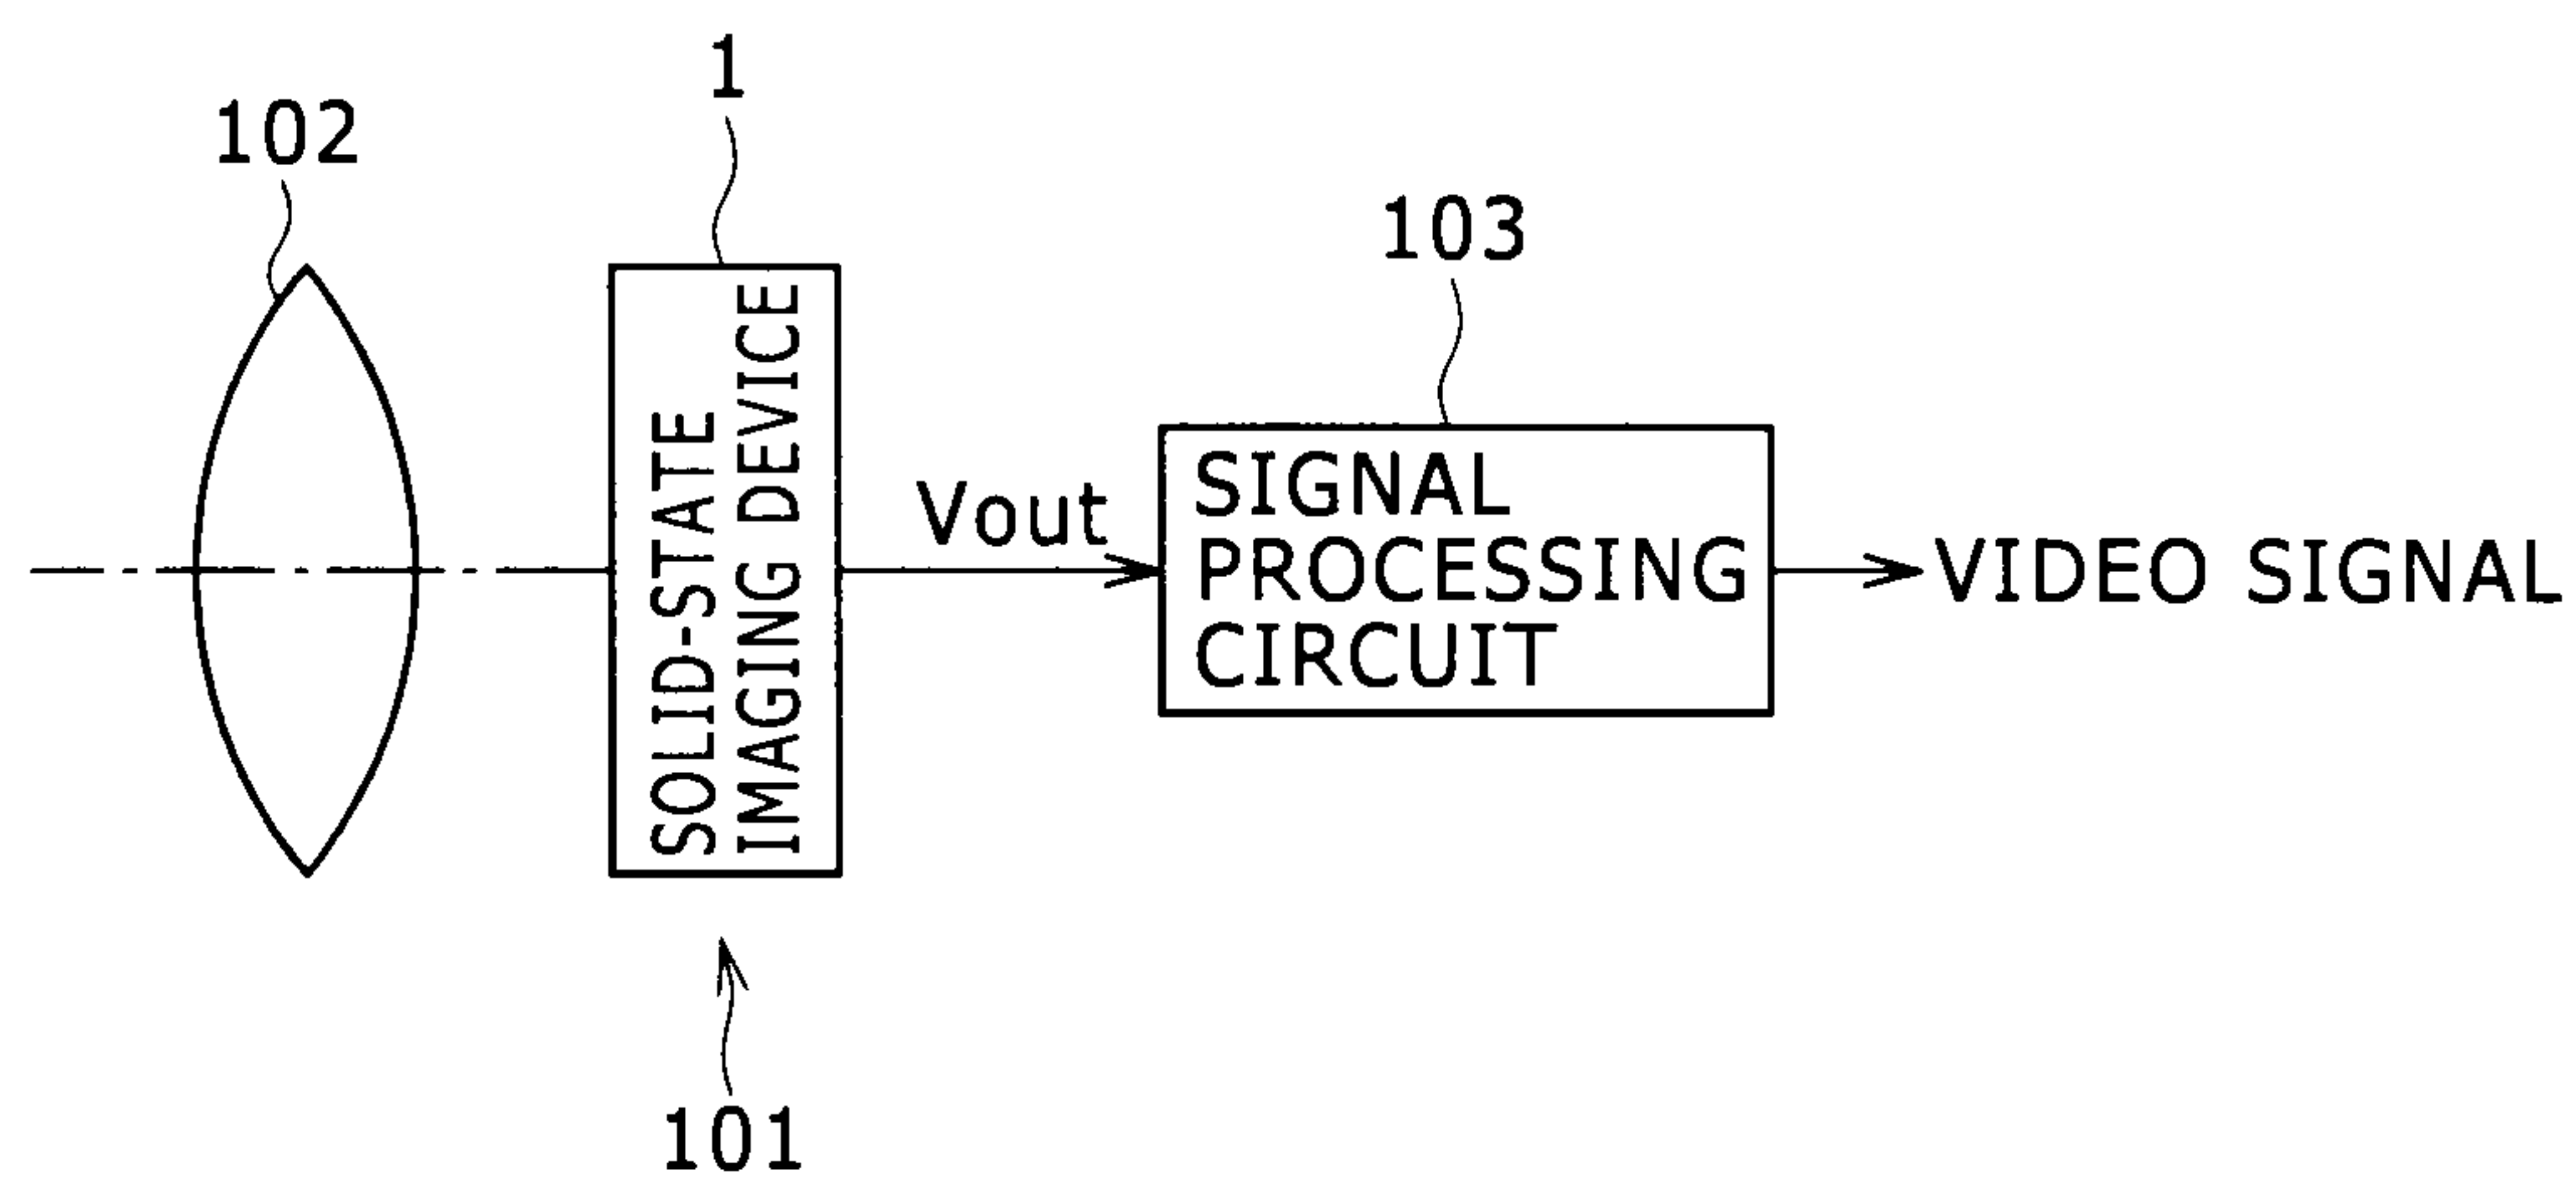 1
102
103
SOLID-STATE
IMAGING DEVICE
Vout
SIGNAL
PROCESSING
CIRCUIT
VIDEO SIGNAL
101